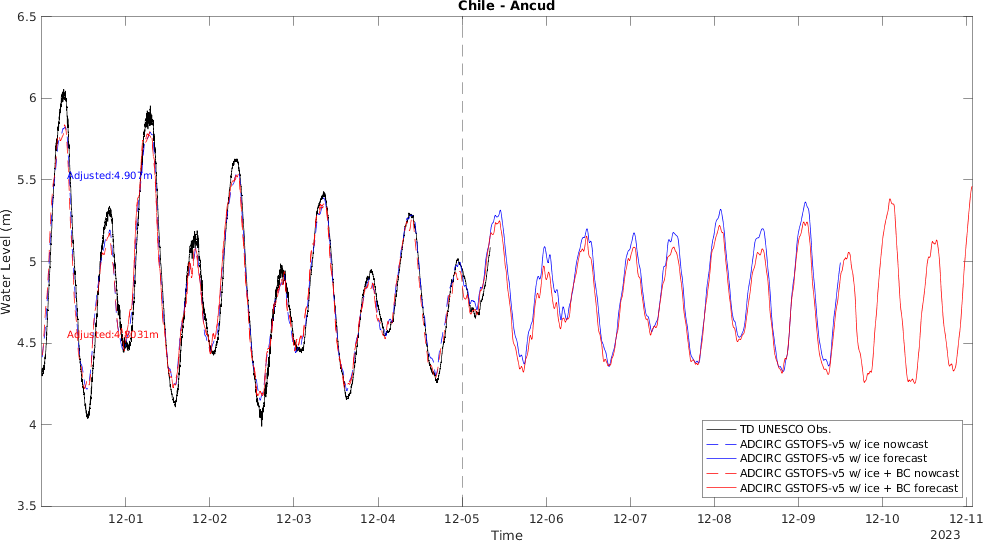 Chile - Ancud
6.5
6
5.5
5
4.5
4
3.5
Water Level (m)
Adjusted:4.907m
12-01
12-02
12-03
12-04
12-05
12-06
12-07
12-08
12-09
12-10
12-11
2023
Time
TD UNESCO Obs.
ADCIRC GSTOFS-v5 w/ ice nowcast
ADCIRC GSTOFS-v5 w/ ice forecast
ADCIRC GSTOFS-v5 w/ ice + BC nowcast
ADCIRC GSTOFS-v5 w/ ice + BC forecast